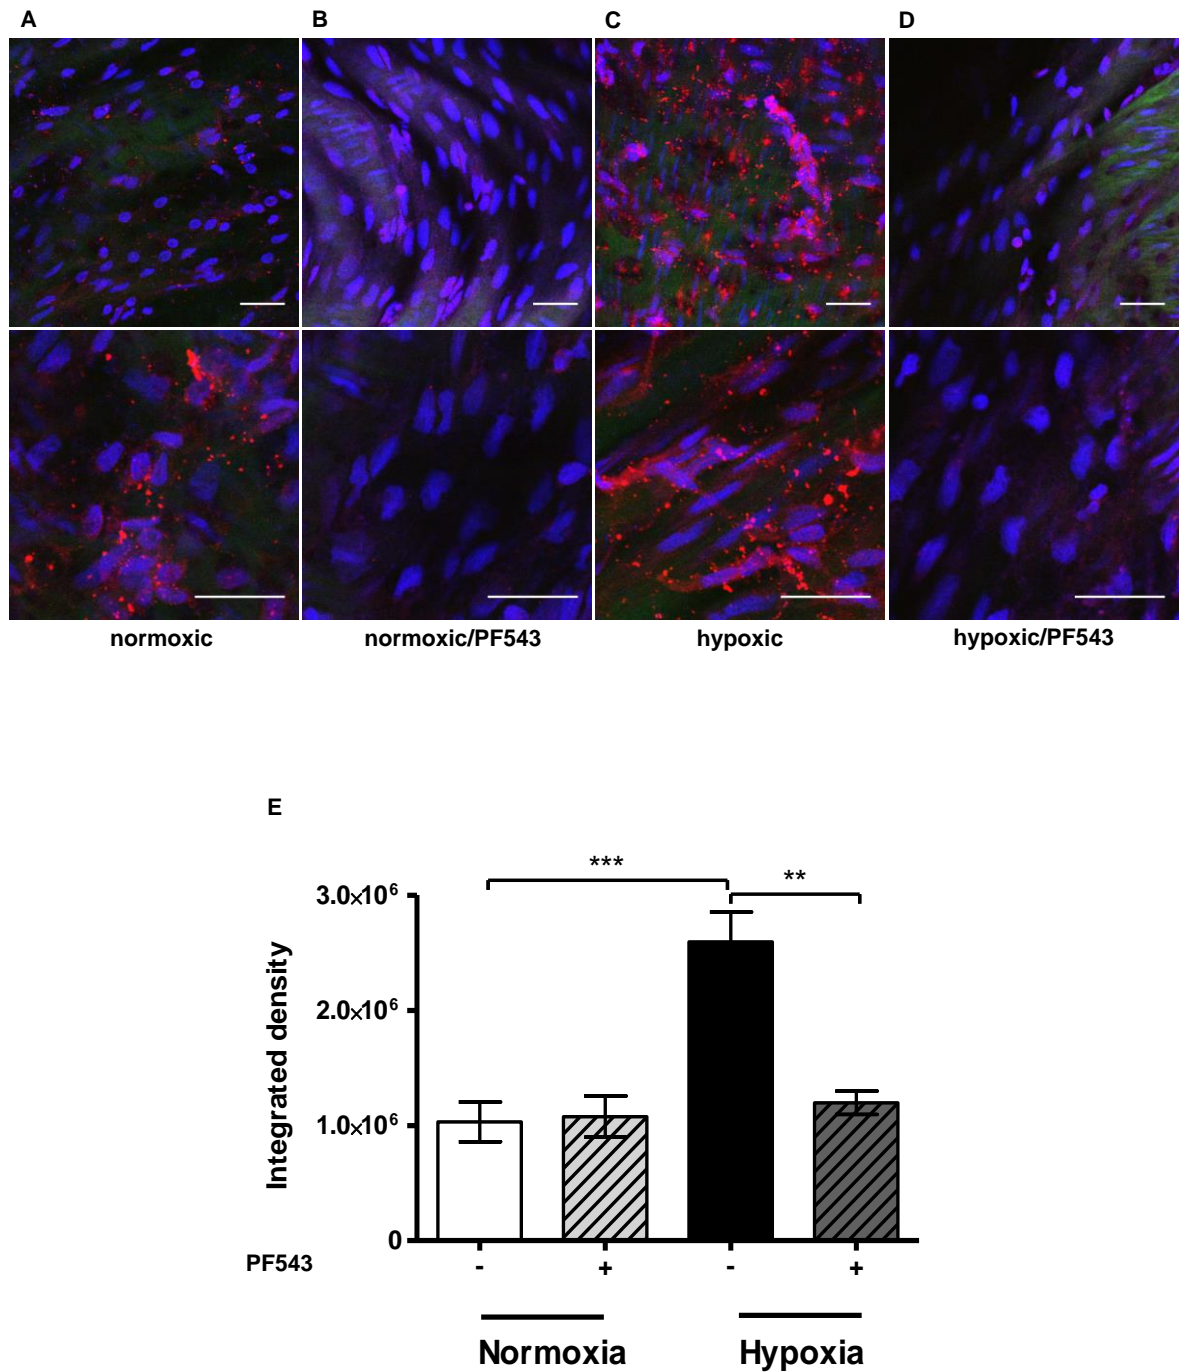 A B C D
normoxic normoxic/PF543 hypoxic hypoxic/PF543
E
*** **
3.0×10⁶
2.0×10⁶
1.0×10⁶
0
Integrated density
PF543 - + - +
Normoxia Hypoxia